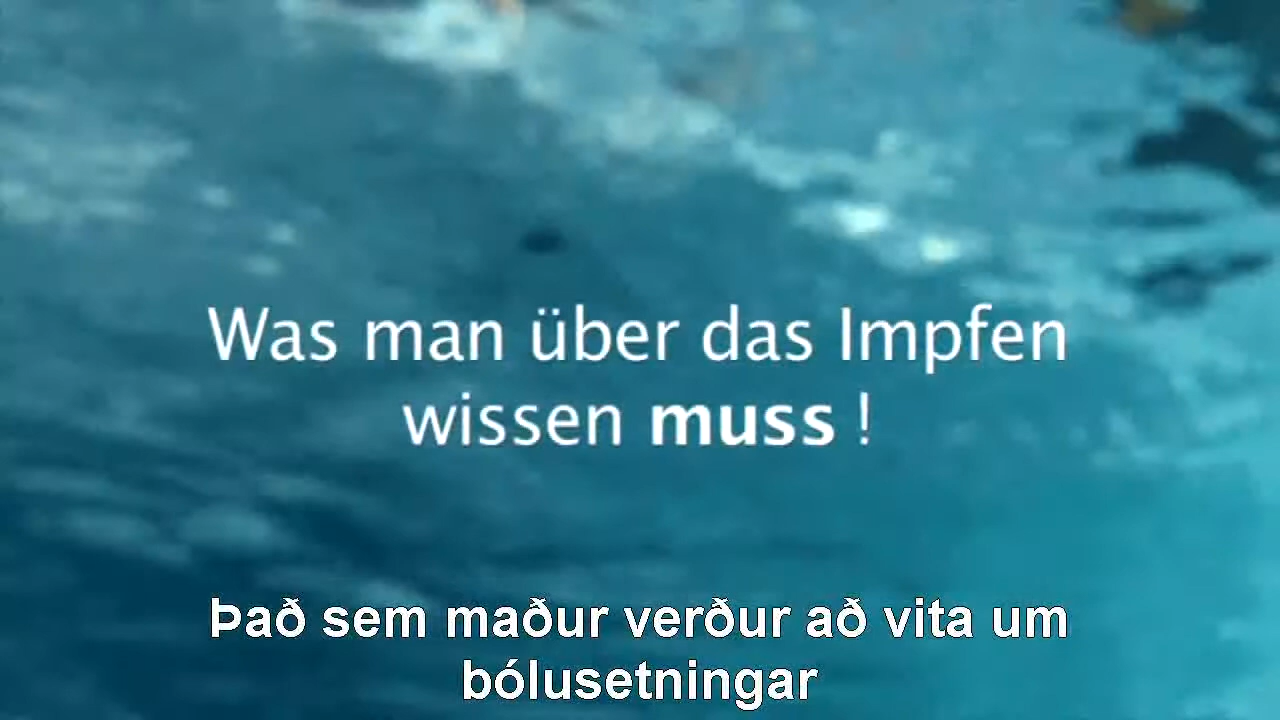 Was man über das Impfen
wissen muss !
Það sem maður verður að vita um
bólusetningar